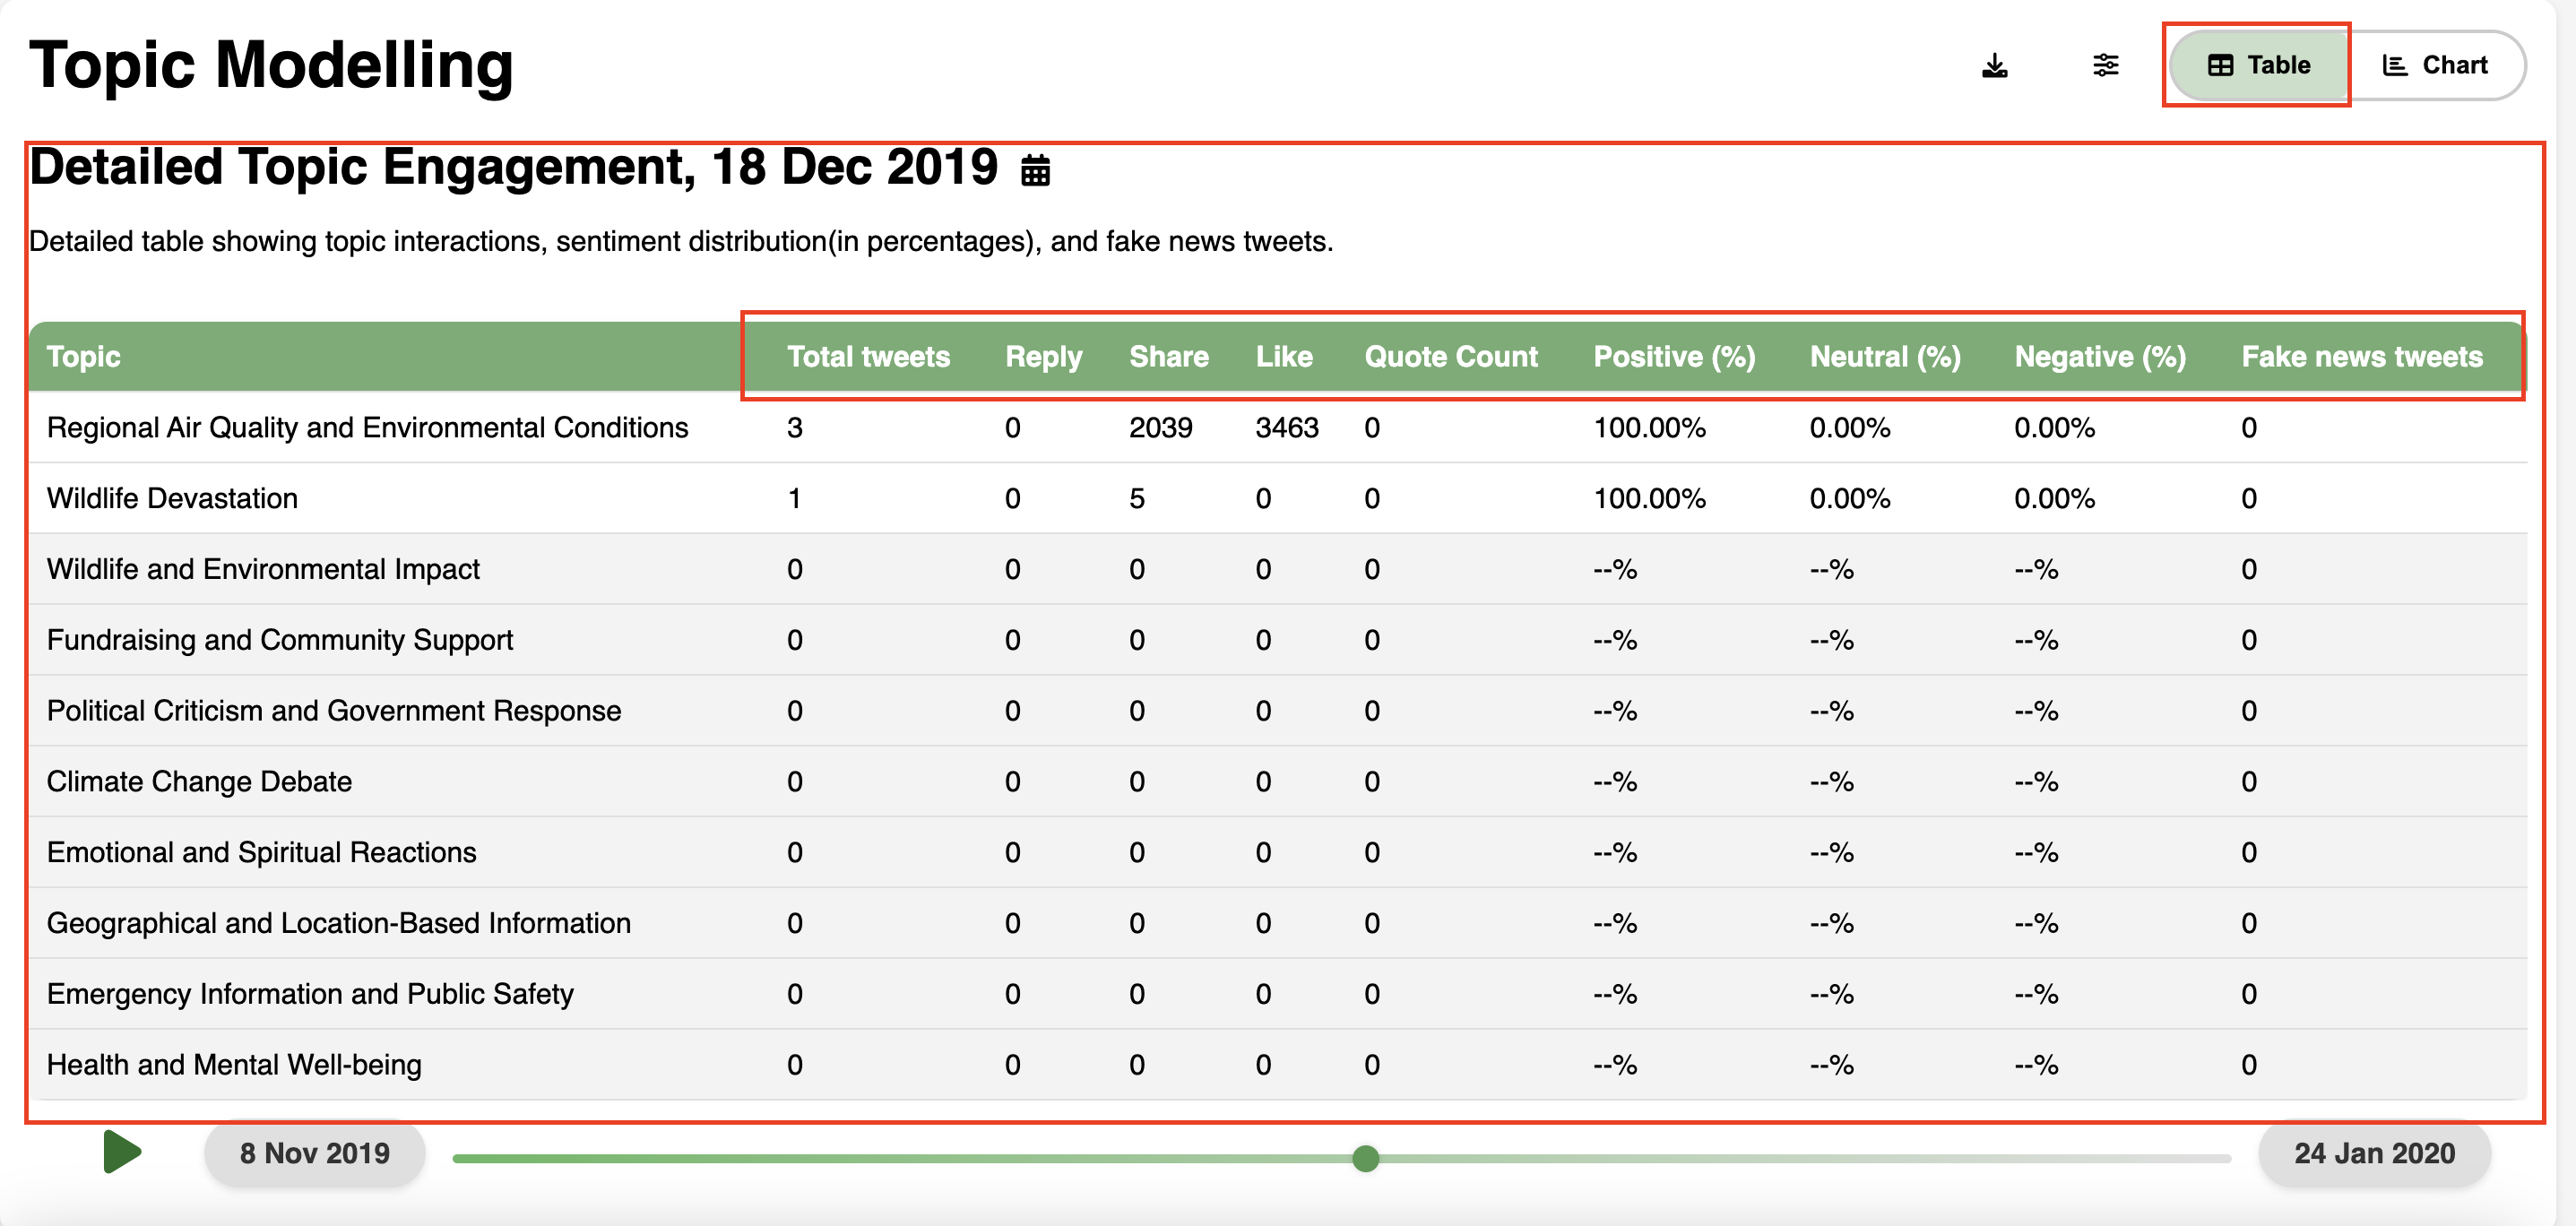 Topic Modelling
Table
Chart
Detailed Topic Engagement, 18 Dec 2019
Detailed table showing topic interactions, sentiment distribution(in percentages), and fake news tweets.
Topic Total tweets Reply Share Like Quote Count Positive (%) Neutral (%) Negative (%) Fake news tweets
Regional Air Quality and Environmental Conditions 3 0 2039 3463 0 100.00% 0.00% 0.00% 0
Wildlife Devastation 1 0 5 0 0 100.00% 0.00% 0.00% 0
Wildlife and Environmental Impact 0 0 0 0 0 --% --% --% 0
Fundraising and Community Support 0 0 0 0 0 --% --% --% 0
Political Criticism and Government Response 0 0 0 0 0 --% --% --% 0
Climate Change Debate 0 0 0 0 0 --% --% --% 0
Emotional and Spiritual Reactions 0 0 0 0 0 --% --% --% 0
Geographical and Location-Based Information 0 0 0 0 0 --% --% --% 0
Emergency Information and Public Safety 0 0 0 0 0 --% --% --% 0
Health and Mental Well-being 0 0 0 0 0 --% --% --% 0
8 Nov 2019 24 Jan 2020